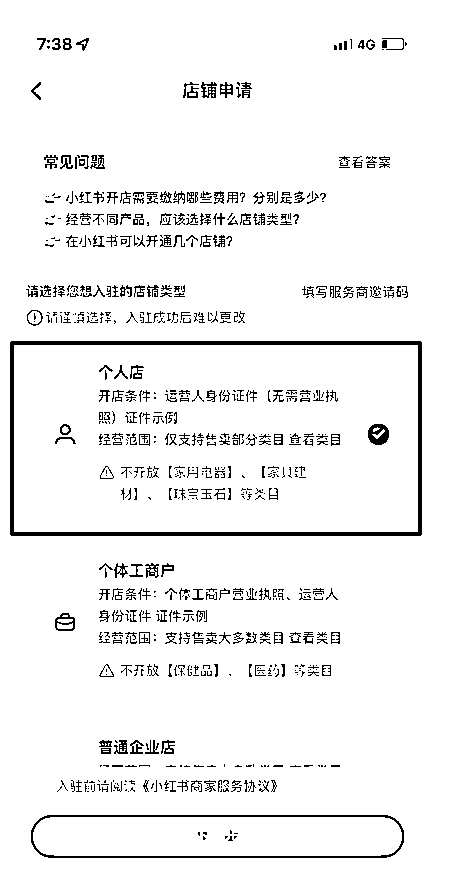 7:38
4G
店铺申请
常见问题
查看答案
小红书开店需要缴纳哪些费用？分别是多少？
经营不同产品，应该选择什么店铺类型？
在小红书可以开通几个店铺？
请选择您想入驻的店铺类型
填写服务商邀请码
请谨慎选择，入驻成功后难以更改
个人店
开店条件：运营人身份证件（无需营业执
照）证件示例
经营范围：仅支持售卖部分类目 查看类目
不开放【家用电器】、【家具建
材】、【珠宝玉石】等类目
个体工商户
开店条件：个体工商户营业执照、运营人
身份证件 证件示例
经营范围：支持售卖大多数类目 查看类目
不开放【保健品】、【医药】等类目
普通企业店
入驻前请阅读《小红书商家服务协议》